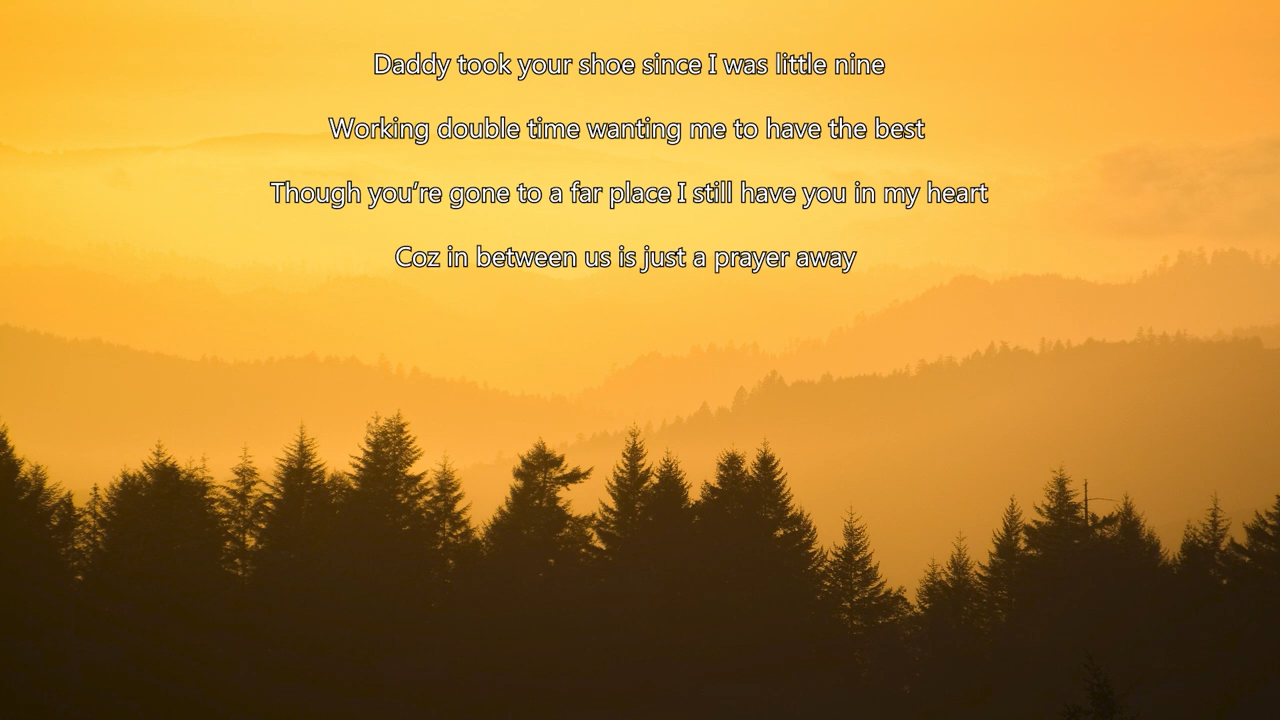 Daddy took your shoe since I was little nine
Working double time wanting me to have the best
Though you’re gone to a far place I still have you in my heart
Coz in between us is just a prayer away